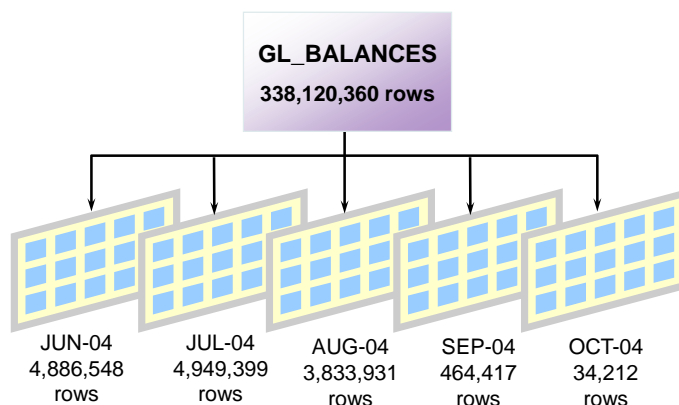 GL_BALANCES
338,120,360 rows
JUN-04
4,886,548
rows
JUL-04
4,949,399
rows
AUG-04
3,833,931
rows
SEP-04
464,417
rows
OCT-04
34,212
rows